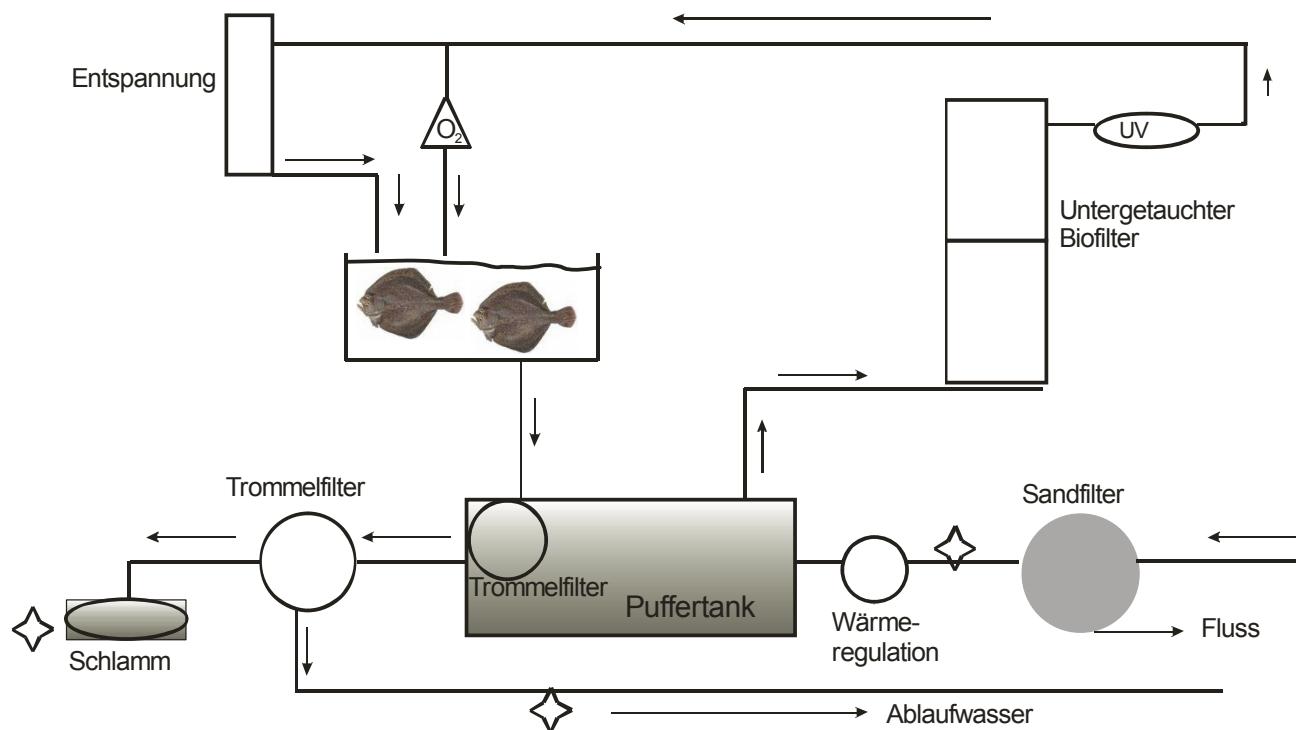 Entspannung
O2
UV
Untergetauchter
Biofilter
Trommelfilter
Sandfilter
Trommelfilter
Puffertank
Wärme-
regulation
Fluss
Schlamm
Ablaufwasser